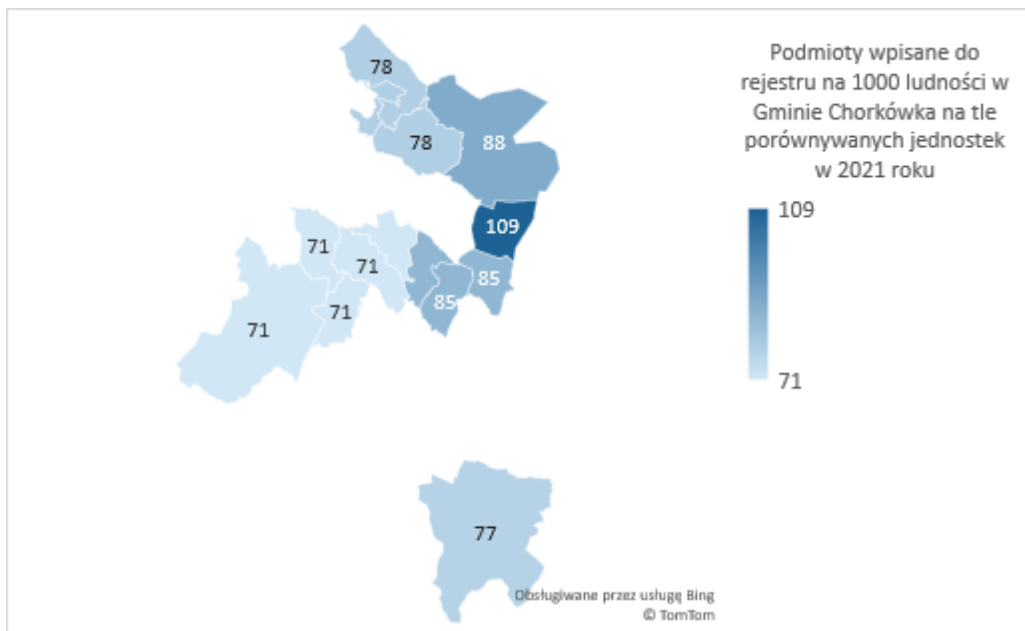 Podmioty wpisane do
rejestru na 1000 ludności w
Gminie Chorkówka na tle
porównywanych jednostek
w 2021 roku
109
71
78
78
88
109
71
71
85
85
71
71
77
Obsługiwane przez usługę Bing
© TomTom